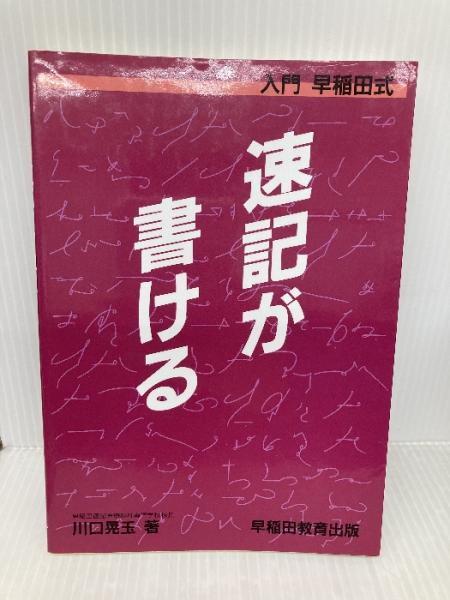 入門 早稲田式
速記が
書ける
川口晃玉 著
早稲田教育出版